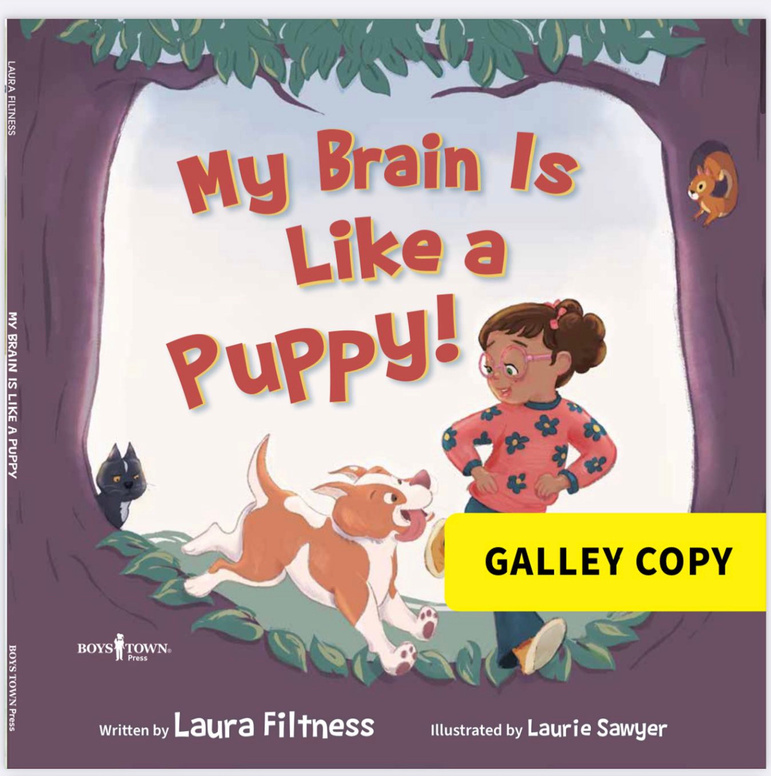 LAURA FILTNESS
MY BRAIN IS LIKE A PUPPY
BOYS TOWN Press
My Brain Is
Like a
Puppy!
GALLEY COPY
BOYS TOWN®
Press
Written by Laura Filtness
Illustrated by Laurie Sawyer